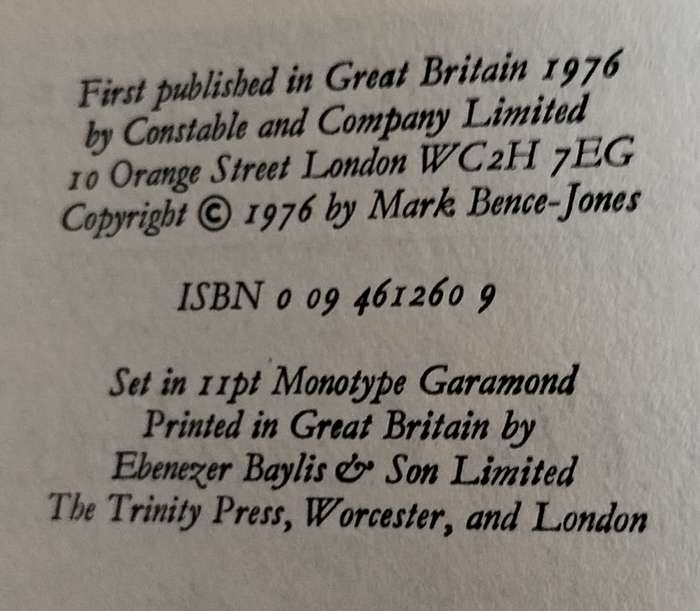 First published in Great Britain 1976
by Constable and Company Limited
10 Orange Street London WC2H 7EG
Copyright © 1976 by Mark Bence-Jones
ISBN 0 09 461260 9
Set in 11pt Monotype Garamond
Printed in Great Britain by
Ebenezer Baylis & Son Limited
The Trinity Press, Worcester, and London